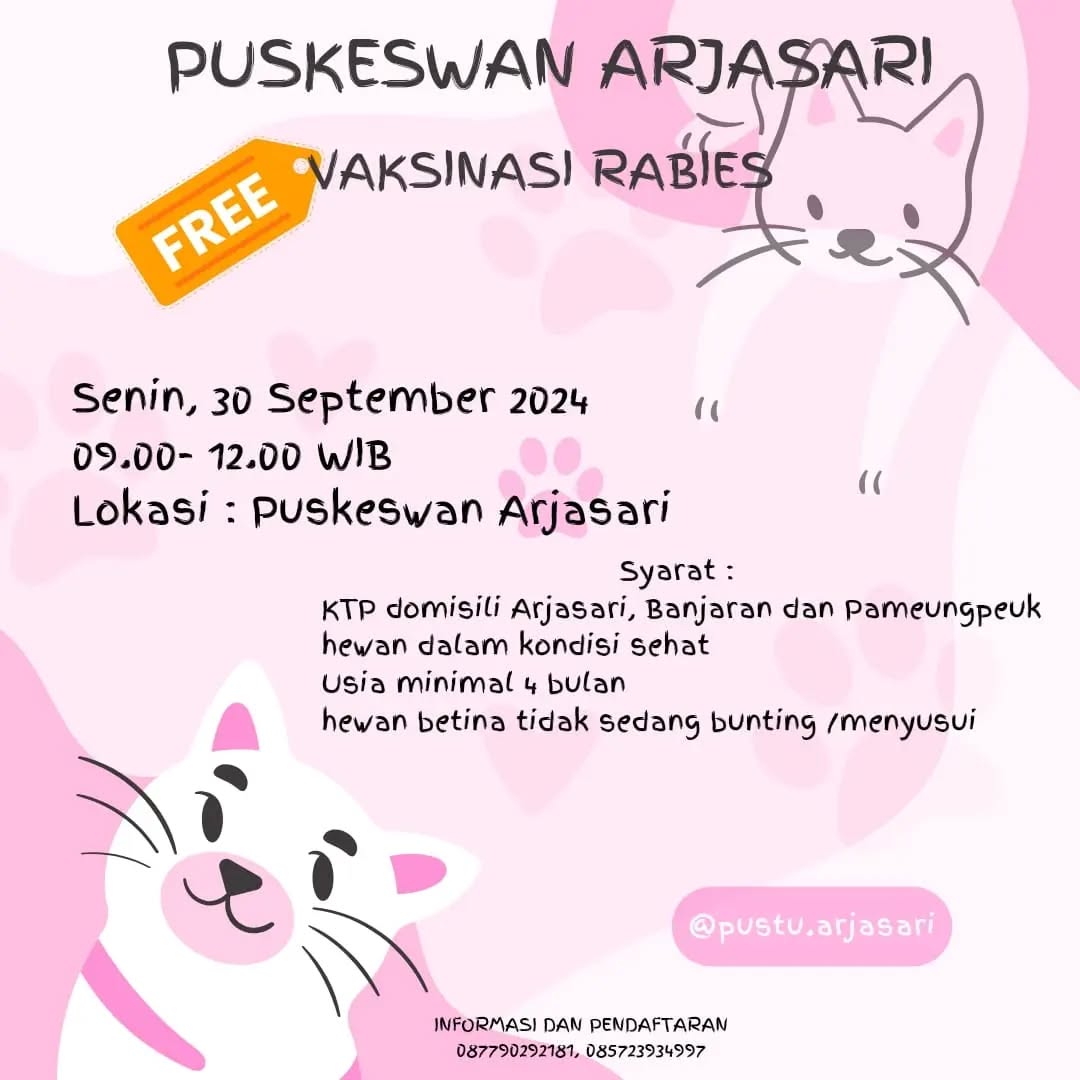 PUSKESWAN ARJASARI
FREE
VAKSINASI RABIES
Senin, 30 September 2024
09.00- 12.00 WIB
Lokasi : Puskeswan Arjasari
Syarat :
KTP domisili Arjasari, Banjaran dan Pameungpeuk
hewan dalam kondisi sehat
Usia minimal 4 bulan
hewan betina tidak sedang bunting /menyusui
@pustu.arjasari
INFORMASI DAN PENDAFTARAN
087790292181, 085723934997